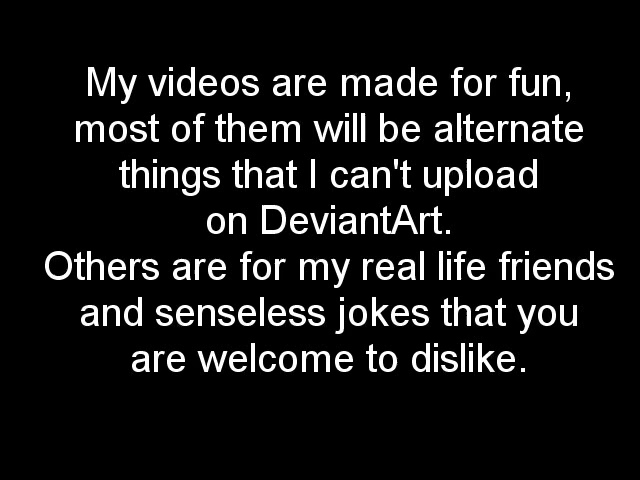 My videos are made for fun,
most of them will be alternate
things that I can't upload
on DeviantArt.
Others are for my real life friends
and senseless jokes that you
are welcome to dislike.